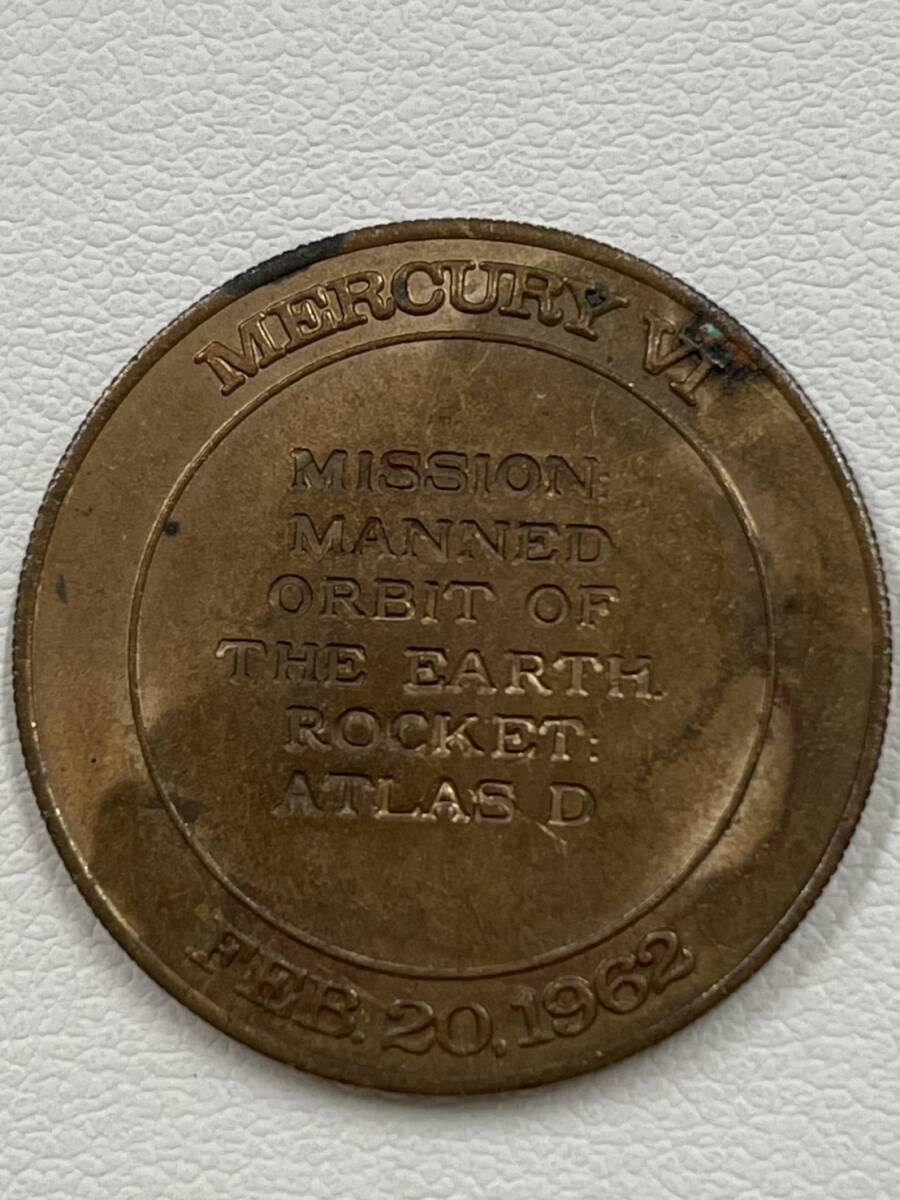 MERCURY VI
MISSION:
MANNED
ORBIT OF
THE EARTH.
ROCKET:
ATLAS D
FEB. 20, 1962